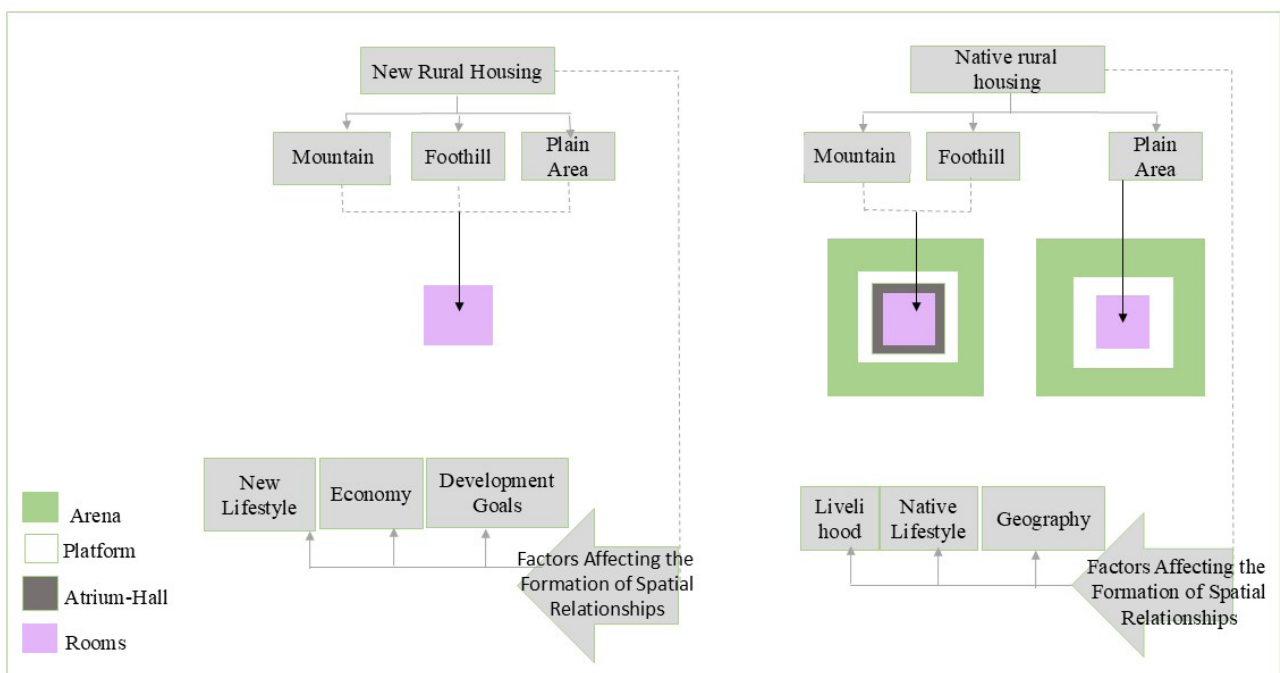 New Rural Housing
Mountain
Foothill
Plain
Area
New
Lifestyle
Economy
Development
Goals
Factors Affecting the
Formation of Spatial
Relationships
Native rural
housing
Mountain
Foothill
Plain
Area
Liveli
hood
Native
Lifestyle
Geography
Factors Affecting the
Formation of Spatial
Relationships
Arena
Platform
Atrium-Hall
Rooms